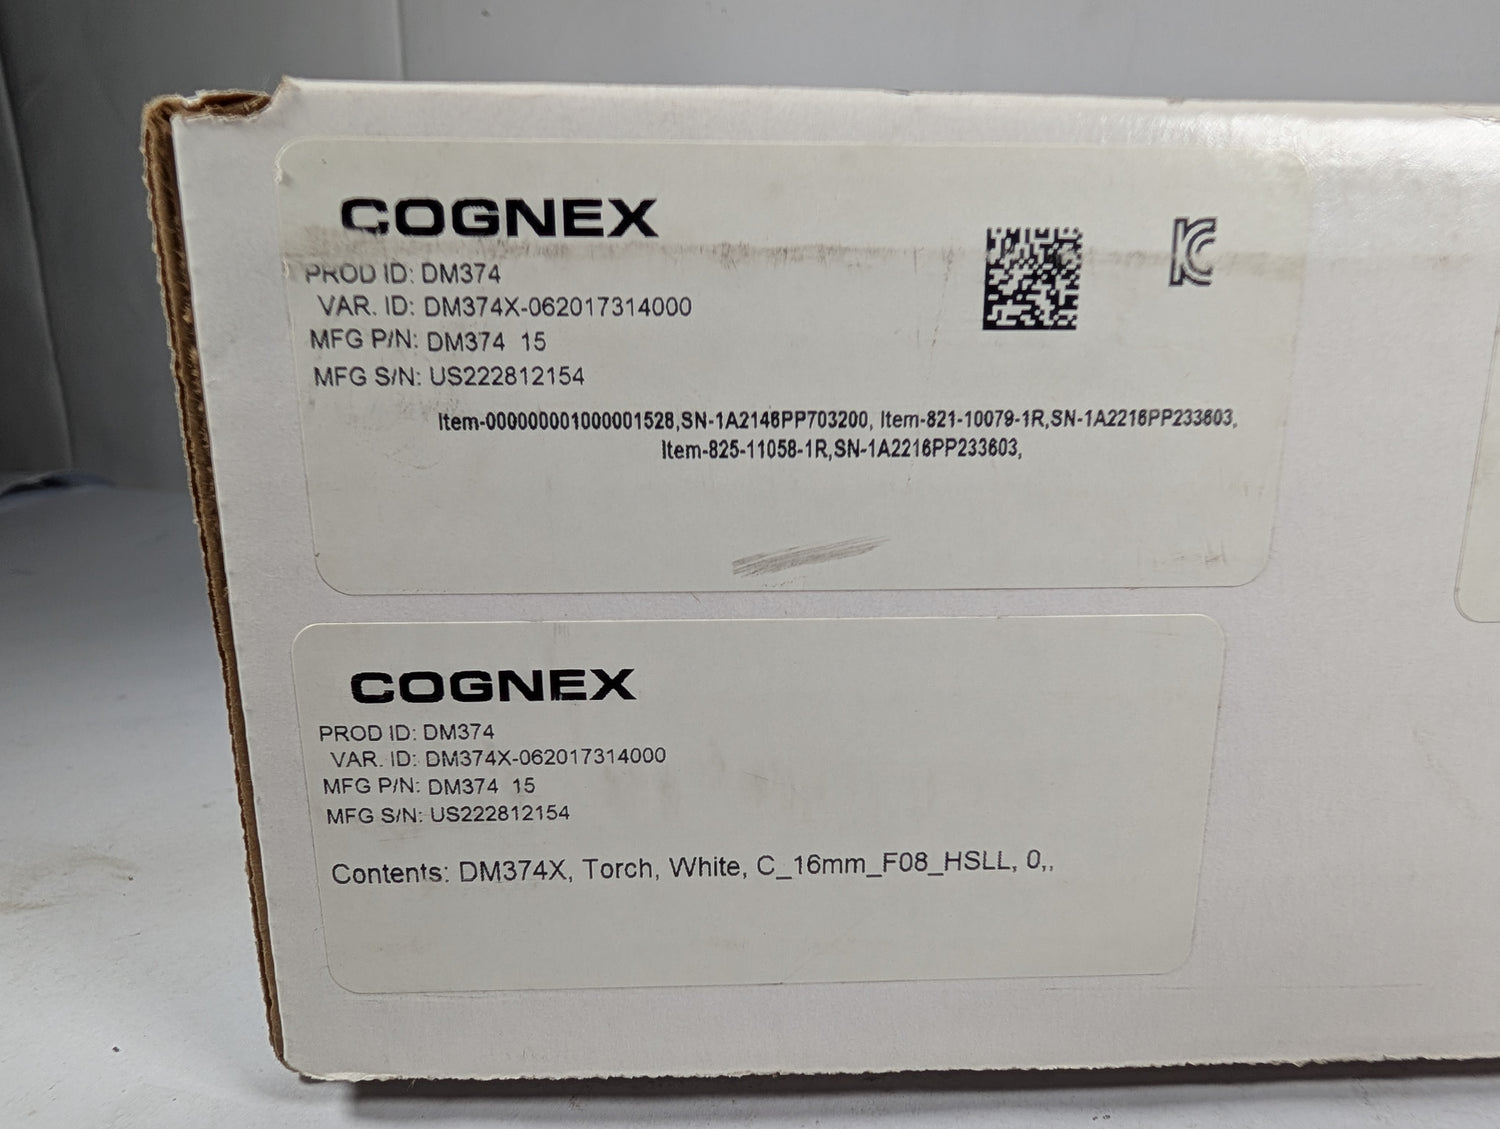 COGNEX
PROD ID: DM374
VAR. ID: DM374X-062017314000
MFG P/N: DM374 15
MFG S/N: US222812154
Item-000000001000001528,SN-1A2146PP703200, Item-821-10079-1R,SN-1A2216PP233603,
Item-825-11058-1R,SN-1A2216PP233603,
COGNEX
PROD ID: DM374
VAR. ID: DM374X-062017314000
MFG P/N: DM374 15
MFG S/N: US222812154
Contents: DM374X, Torch, White, C_16mm_F08_HSLL, 0,,